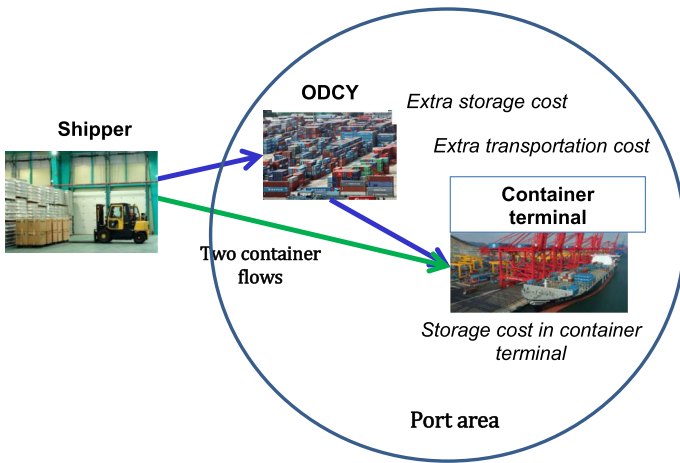 ODCY
Extra storage cost
Shipper
Extra transportation cost
Container
terminal
Two container
flows
Storage cost in container
terminal
Port area